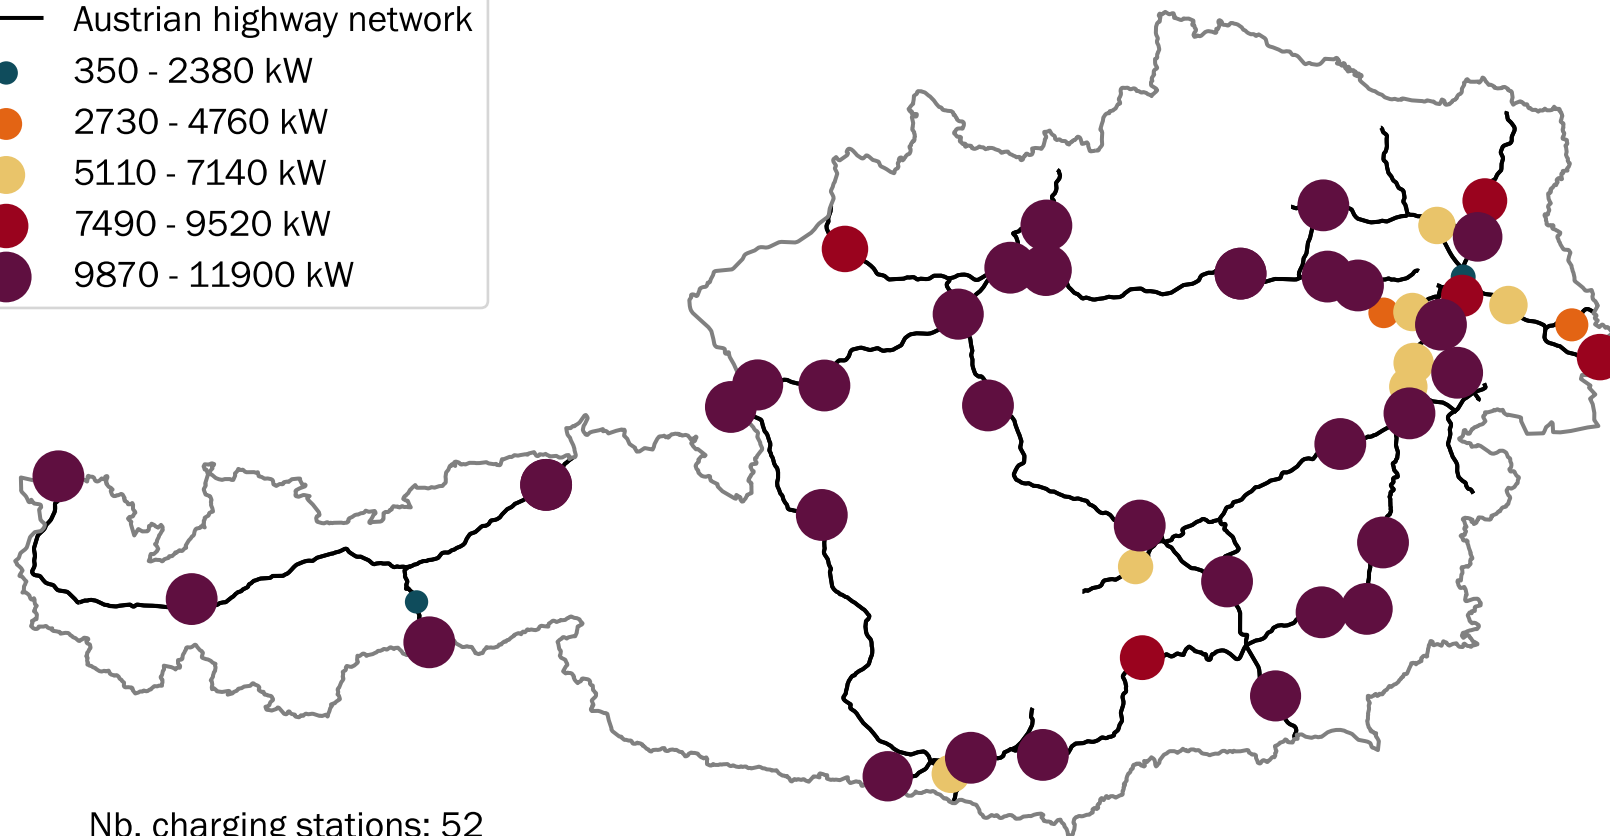 Austrian highway network
350 - 2380 kW
2730 - 4760 kW
5110 - 7140 kW
7490 - 9520 kW
9870 - 11900 kW
Nb. charging stations: 52